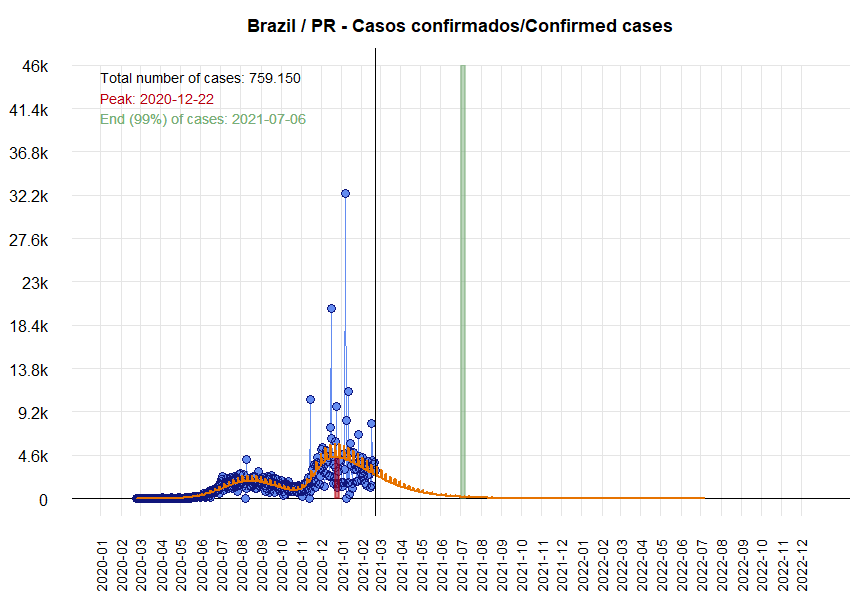 Brazil / PR - Casos confirmados/Confirmed cases
46k
Total number of cases: 759.150
Peak: 2020-12-22
End (99%) of cases: 2021-07-06
41.4k
36.8k
32.2k
27.6k
23k
18.4k
13.8k
9.2k
4.6k
0
2020-01
2020-02
2020-03
2020-04
2020-05
2020-06
2020-07
2020-08
2020-09
2020-10
2020-11
2020-12
2021-01
2021-02
2021-03
2021-04
2021-05
2021-06
2021-07
2021-08
2021-09
2021-10
2021-11
2021-12
2022-01
2022-02
2022-03
2022-04
2022-05
2022-06
2022-07
2022-08
2022-09
2022-10
2022-11
2022-12